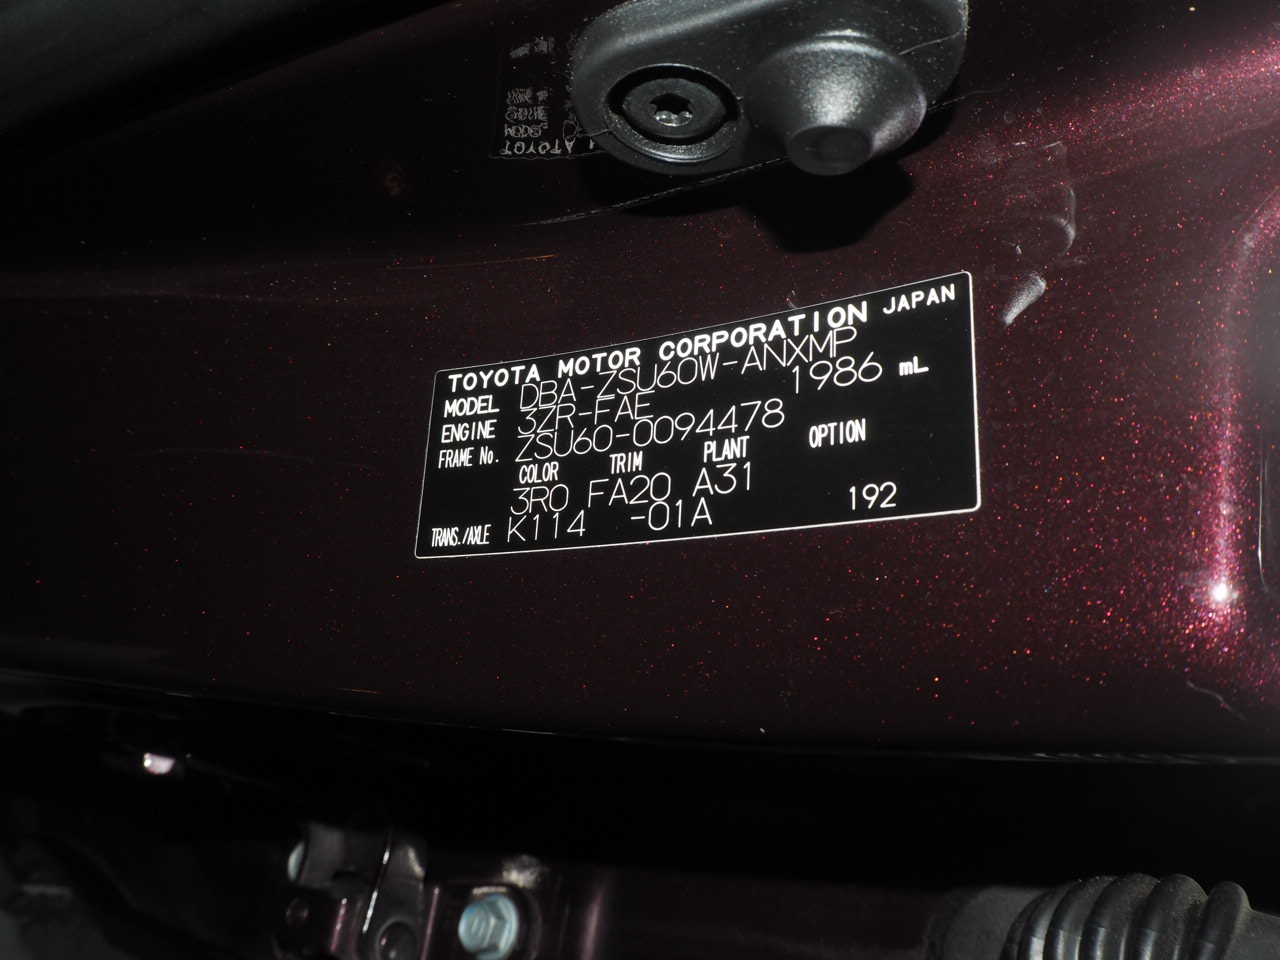 TOYOTA MOTOR CORPORATION JAPAN
MODEL DBA-ZSU60W-ANXMP
ENGINE 3ZR-FAE 1986 mL
FRAME No. ZSU60-0094478
COLOR TRIM PLANT OPTION
3R0 FA20 A31
TRANS./AXLE K114 -01A 192